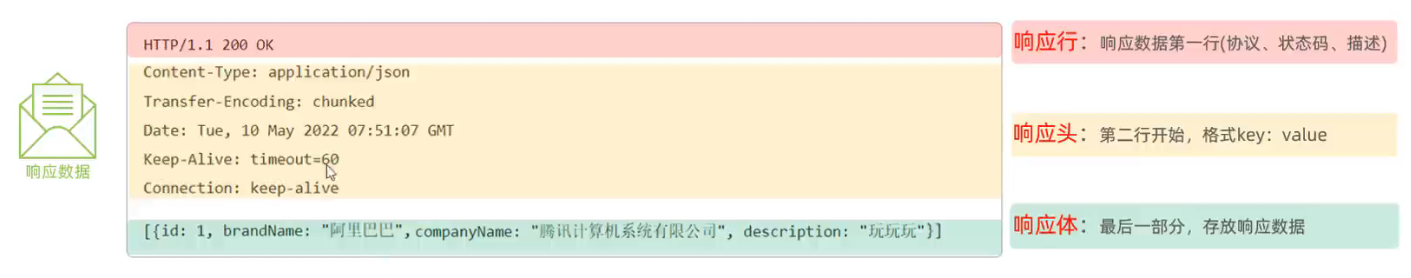 HTTP/1.1 200 OK
响应行：响应数据第一行(协议、状态码、描述)
Content-Type: application/json
Transfer-Encoding: chunked
Date: Tue, 10 May 2022 07:51:07 GMT
响应头：第二行开始，格式key：value
Keep-Alive: timeout=60
响应数据
Connection: keep-alive
[{id: 1, brandName: "阿里巴巴", companyName: "腾讯计算机系统有限公司", description: "玩玩玩"}]
响应体：最后一部分，存放响应数据